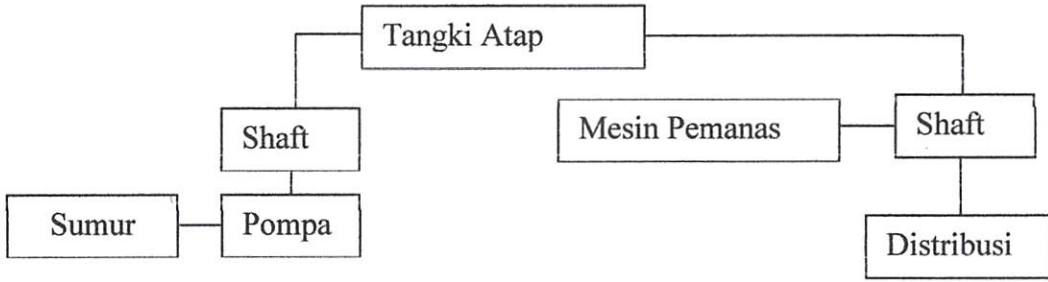 Tangki Atap
Shaft
Mesin Pemanas
Shaft
Sumur
Pompa
Distribusi